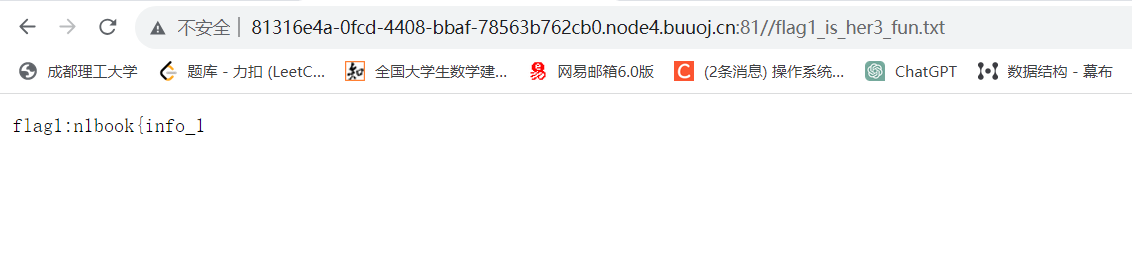 不安全 | 81316e4a-0fcd-4408-bbaf-78563b762cb0.node4.buuoj.cn:81//flag1_is_her3_fun.txt
成都理工大学 题库 - 力扣 (LeetC... 知 全国大学生数学建... 易 网易邮箱6.0版 C (2条消息) 操作系统... ChatGPT 数据结构 - 幕布
flag1:n1book{info_1